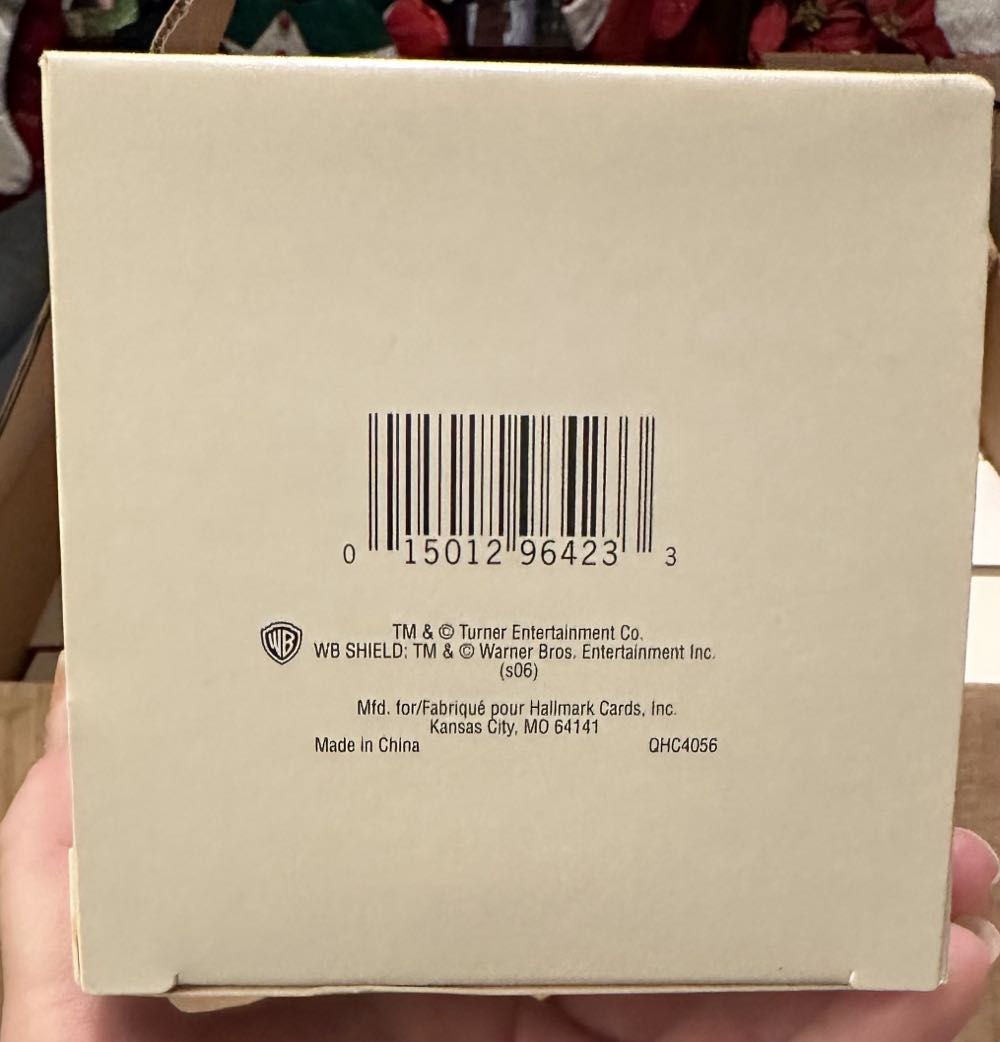 0 15012 96423 3
WB
TM & © Turner Entertainment Co.
WB SHIELD: TM & © Warner Bros. Entertainment Inc.
(s06)
Mfd. for/Fabriqué pour Hallmark Cards, Inc.
Kansas City, MO 64141
Made in China QHC4056